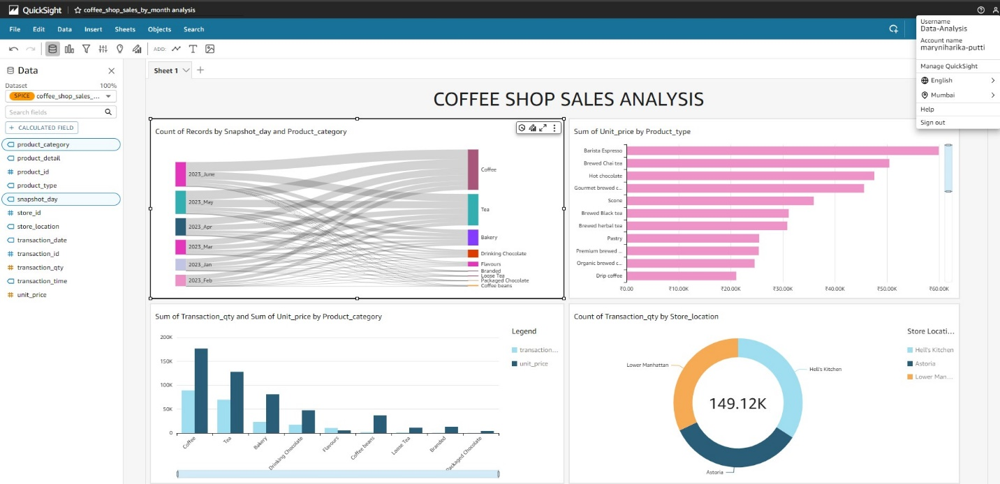 QuickSight coffee_shop_sales_by_month analysis
File Edit Data Insert Sheets Objects Search
ADD:
Username
Data-Analysis
Account name
maryniharika-putti
Manage QuickSight
English
Mumbai
Help
Sign out
Data
Dataset 100%
SPICE coffee_shop_sales_...
Search fields
+ CALCULATED FIELD
product_category
product_detail
product_id
product_type
snapshot_day
store_id
store_location
transaction_date
transaction_id
transaction_qty
transaction_time
unit_price
Sheet 1
COFFEE SHOP SALES ANALYSIS
Count of Records by Snapshot_day and Product_category
2023_June
2023_May
2023_Apr
2023_Mar
2023_Jan
2023_Feb
Coffee
Tea
Bakery
Drinking Chocolate
Flavours
Branded
Loose Tea
Packaged Chocolate
Coffee beans
Sum of Unit_price by Product_type
Barista Espresso
Brewed Chai tea
Hot chocolate
Gourmet brewed c...
Scone
Brewed Black tea
Brewed herbal tea
Pastry
Premium brewed ...
Organic brewed c...
Drip coffee
₹0.00 ₹10.00K ₹20.00K ₹30.00K ₹40.00K ₹50.00K ₹60.00K
Sum of Transaction_qty and Sum of Unit_price by Product_category
200K
150K
100K
50K
0
Coffee Tea Bakery Drinking Chocolate Flavours Coffee beans Loose Tea Branded Packaged Chocolate
Legend
transaction...
unit_price
Count of Transaction_qty by Store_location
Lower Manhattan
Hell's Kitchen
149.12K
Astoria
Store Locati...
Hell's Kitchen
Astoria
Lower Man...